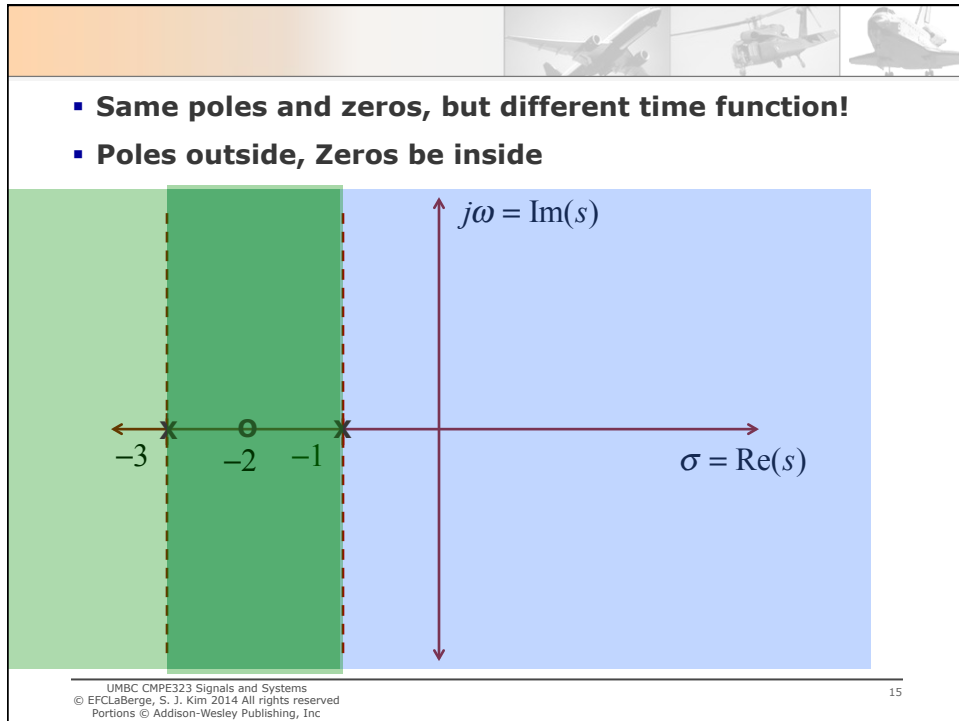 ▪ Same poles and zeros, but different time function!
▪ Poles outside, Zeros be inside
jω = Im(s)
x o x
−3 −2 −1
σ = Re(s)
UMBC CMPE323 Signals and Systems
© EFCLaBerge, S. J. Kim 2014 All rights reserved
Portions © Addison-Wesley Publishing, Inc
15